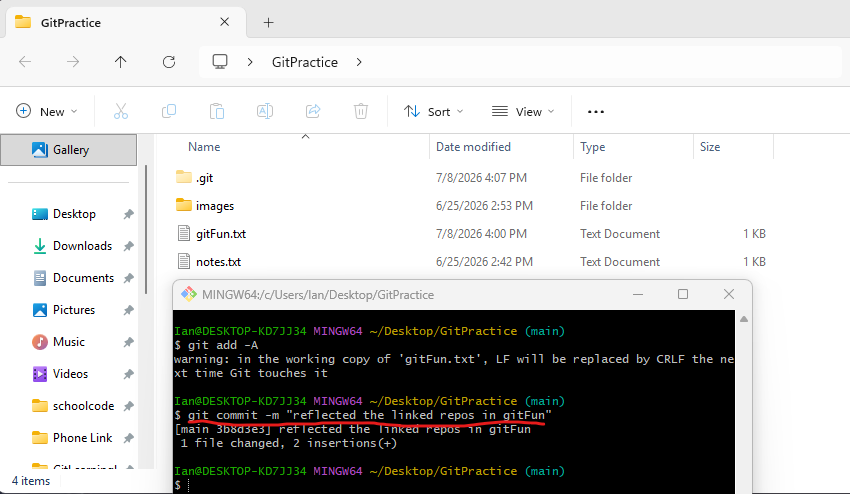 GitPractice
GitPractice
New
Sort
View
Gallery
Name Date modified Type Size
.git 7/8/2026 4:07 PM File folder
images 6/25/2026 2:53 PM File folder
gitFun.txt 7/8/2026 4:00 PM Text Document 1 KB
notes.txt 6/25/2026 2:42 PM Text Document 1 KB
Desktop
Downloads
Documents
Pictures
Music
Videos
schoolcode
Phone Link
4 items
MINGW64:/c/Users/Ian/Desktop/GitPractice
Ian@DESKTOP-KD7JJ34 MINGW64 ~/Desktop/GitPractice (main)
$ git add -A
warning: in the working copy of 'gitFun.txt', LF will be replaced by CRLF the ne
xt time Git touches it
Ian@DESKTOP-KD7JJ34 MINGW64 ~/Desktop/GitPractice (main)
$ git commit -m "reflected the linked repos in gitFun"
[main 3b8d3e3] reflected the linked repos in gitFun
1 file changed, 2 insertions(+)
Ian@DESKTOP-KD7JJ34 MINGW64 ~/Desktop/GitPractice (main)
$